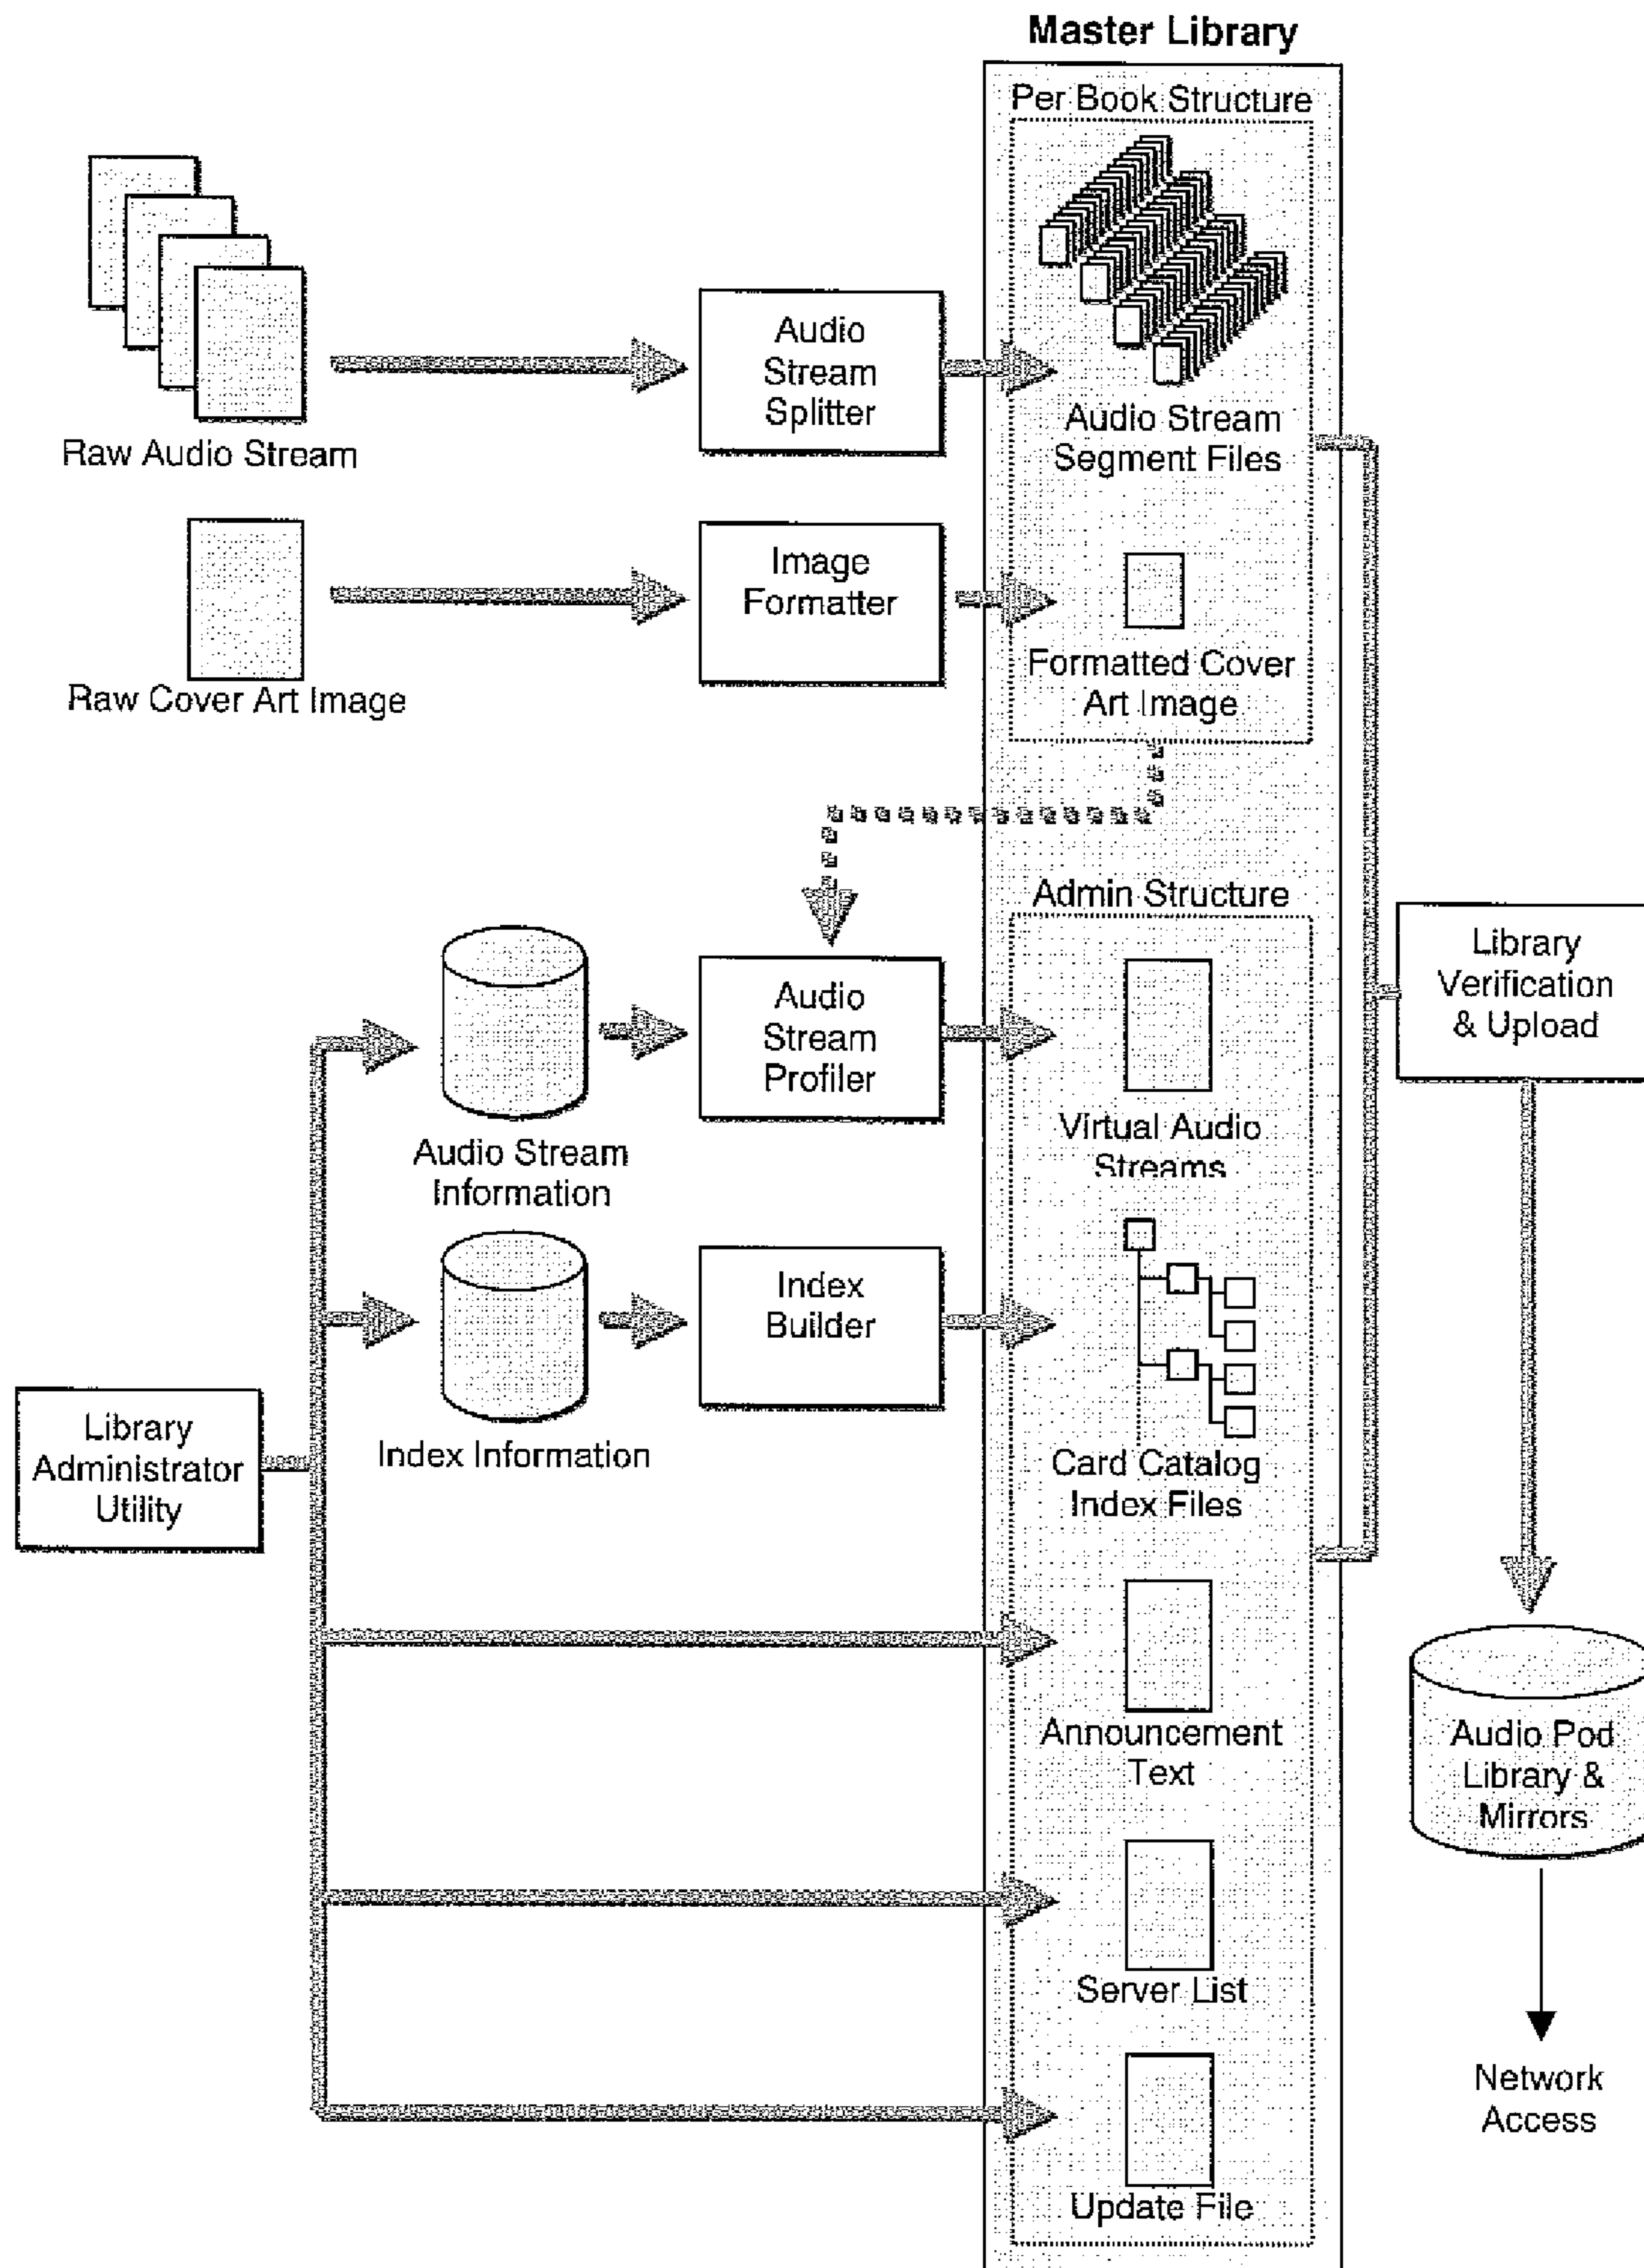 Master Library
Per Book Structure
Audio
Stream
Splitter
Raw Audio Stream
Audio Stream
Segment Files
Image
Formatter
Raw Cover Art Image
Formatted Cover
Art Image
Admin Structure
Audio
Stream
Profiler
Library
Verification
& Upload
Audio Stream
Information
Virtual Audio
Streams
Index
Builder
Library
Administrator
Utility
Index Information
Card Catalog
Index Files
Announcement
Text
Audio Pod
Library &
Mirrors
Server List
Network
Access
Update File